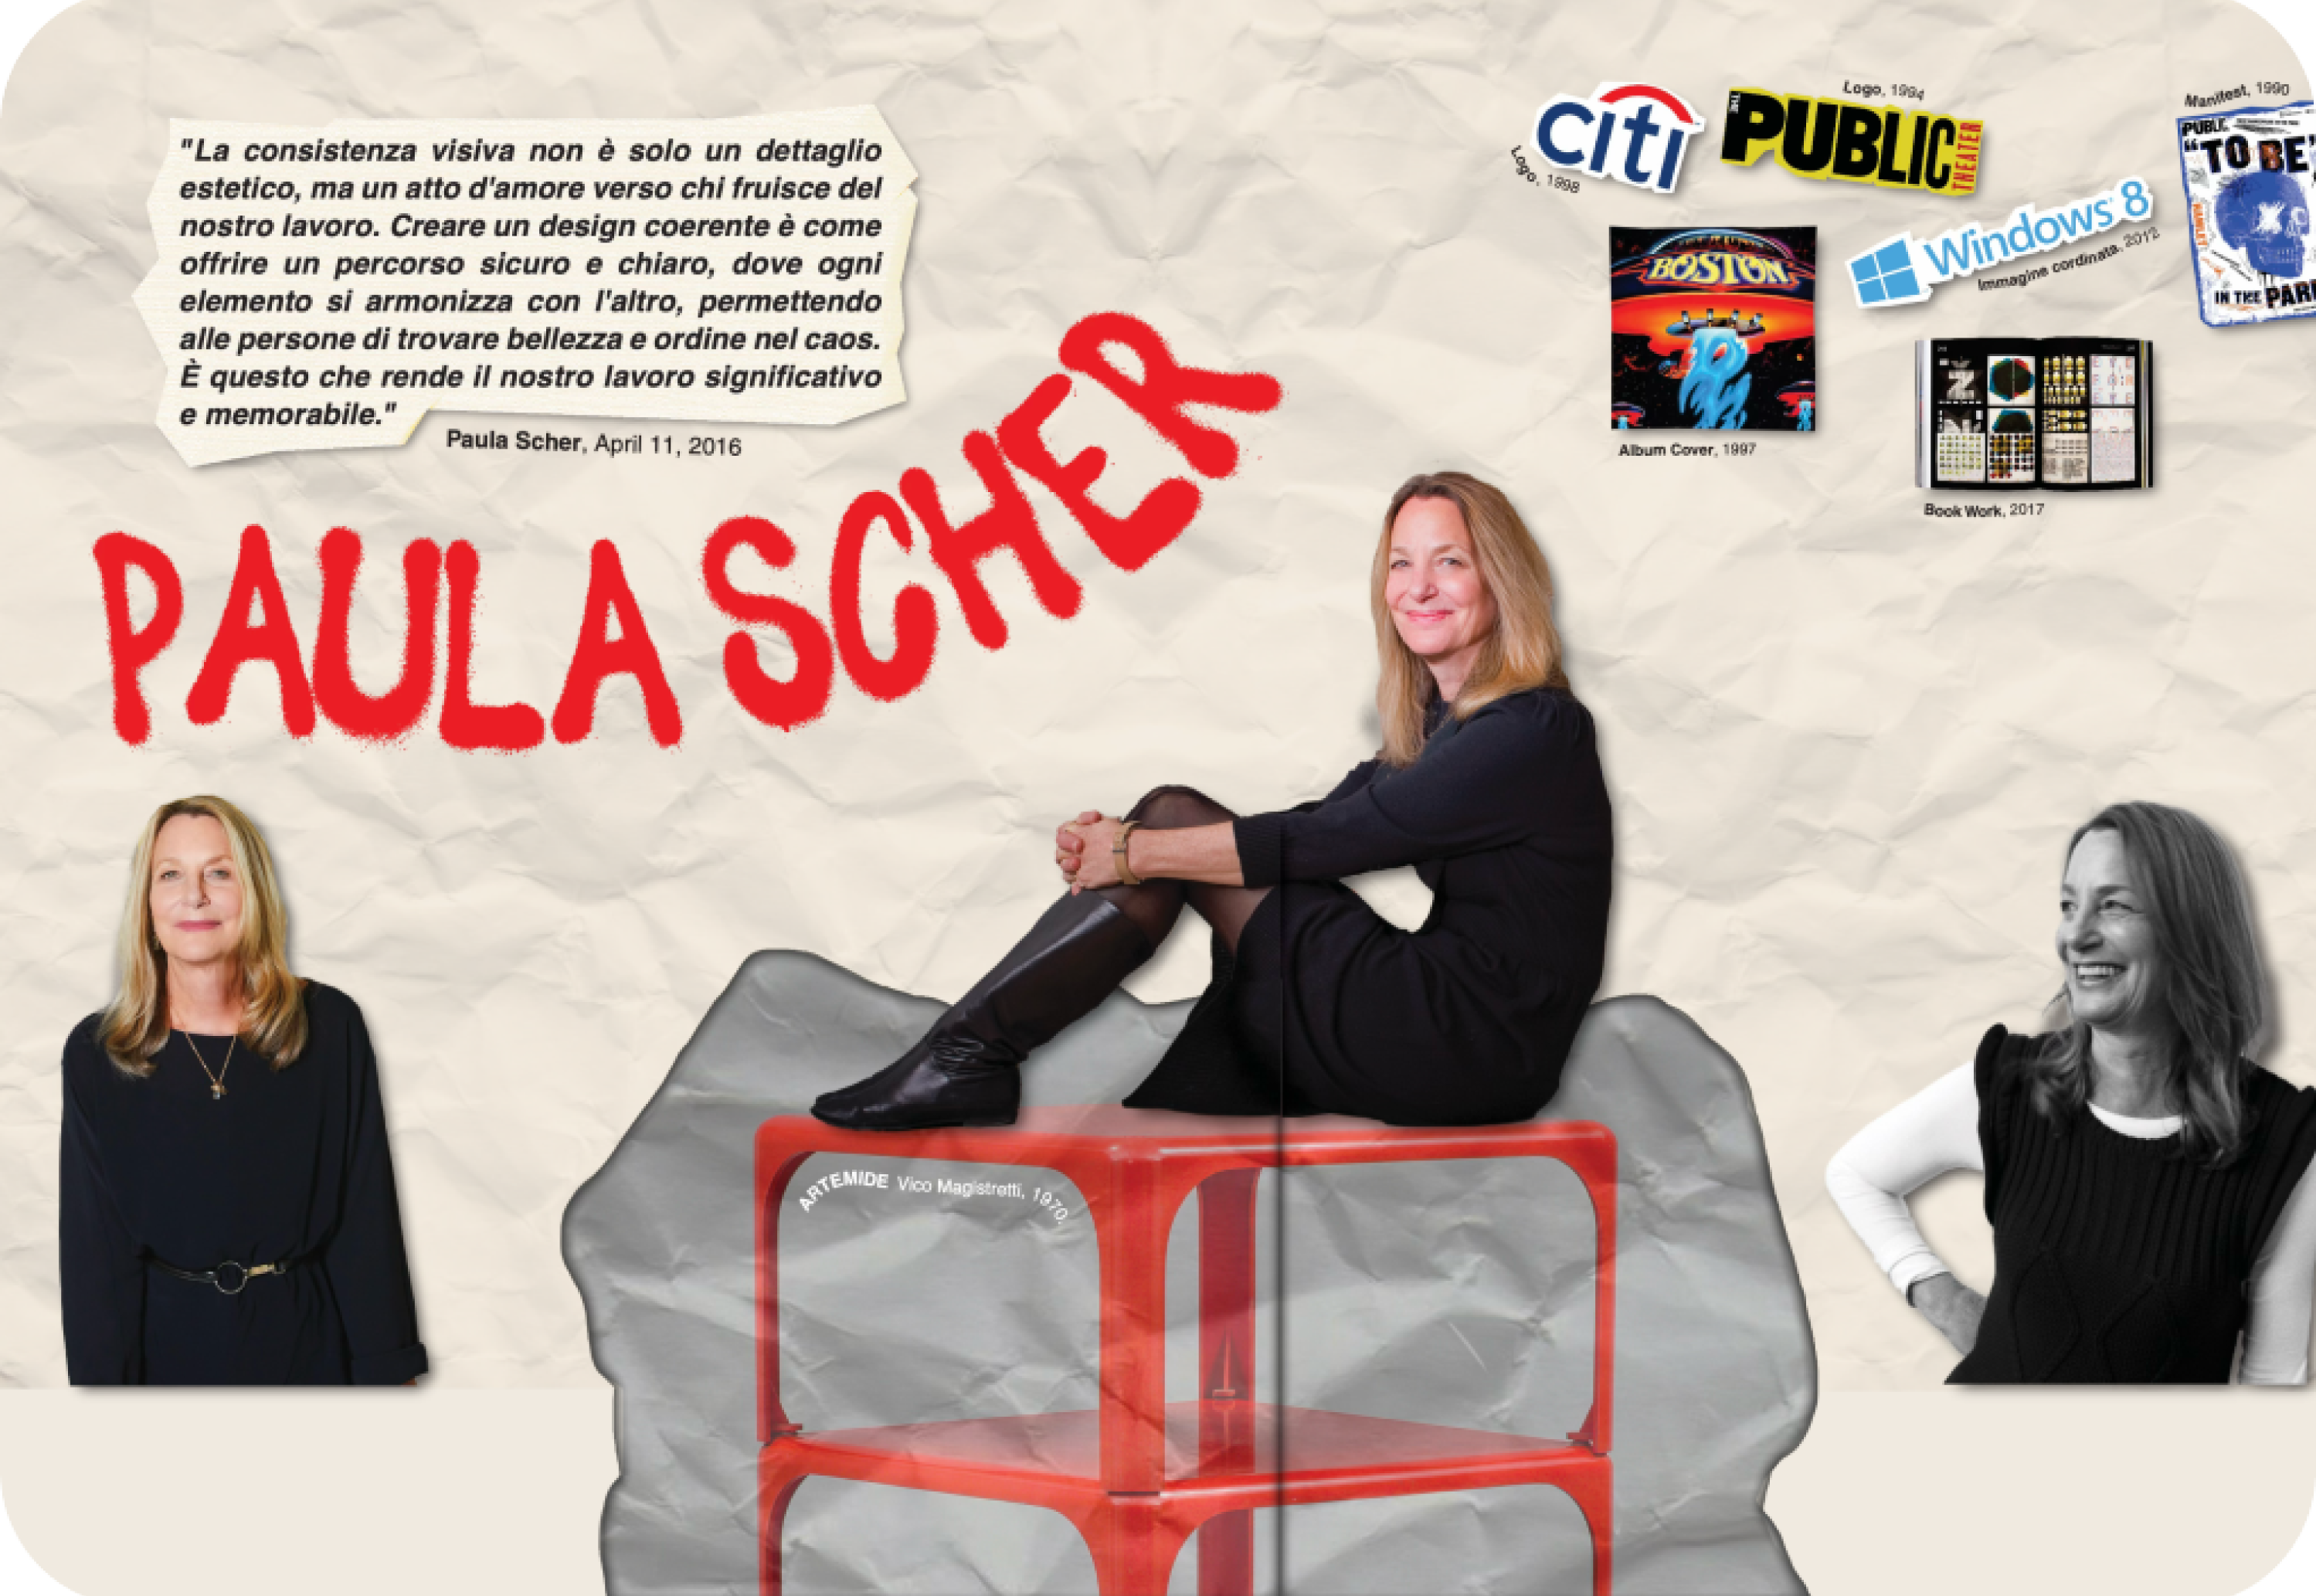 "La consistenza visiva non è solo un dettaglio
estetico, ma un atto d'amore verso chi fruisce del
nostro lavoro. Creare un design coerente è come
offrire un percorso sicuro e chiaro, dove ogni
elemento si armonizza con l'altro, permettendo
alle persone di trovare bellezza e ordine nel caos.
È questo che rende il nostro lavoro significativo
e memorabile."
Paula Scher, April 11, 2016
PAULA SCHER
citi
Logo, 1998
Logo, 1994
THE PUBLIC THEATER
Manifest, 1990
PUBLIC
"TO BE"
HAMLET
IN THE PARK
Windows 8
Immagine cordinata, 2012
BOSTON
Album Cover, 1997
Book Work, 2017
ARTEMIDE Vico Magistretti, 1970.